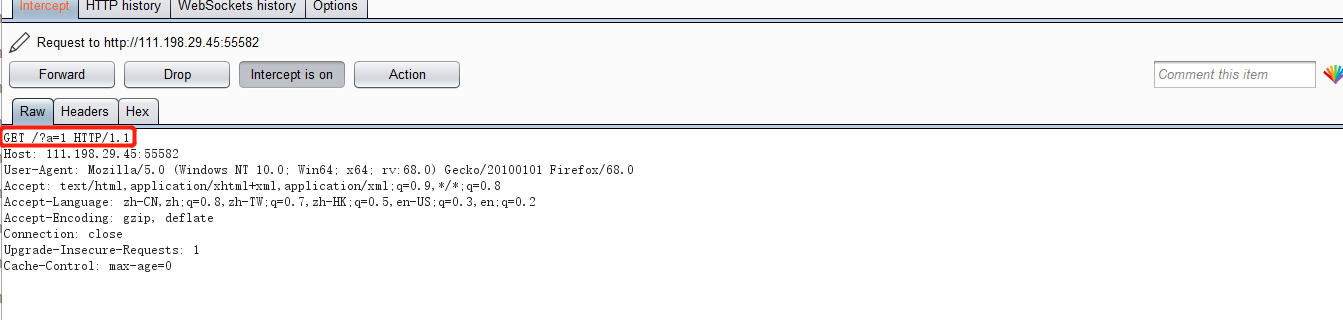 Intercept HTTP history WebSockets history Options
Request to http://111.198.29.45:55582
Forward Drop Intercept is on Action Comment this item
Raw Headers Hex
GET /?a=1 HTTP/1.1
Host: 111.198.29.45:55582
User-Agent: Mozilla/5.0 (Windows NT 10.0; Win64; x64; rv:68.0) Gecko/20100101 Firefox/68.0
Accept: text/html,application/xhtml+xml,application/xml;q=0.9,*/*;q=0.8
Accept-Language: zh-CN,zh;q=0.8,zh-TW;q=0.7,zh-HK;q=0.5,en-US;q=0.3,en;q=0.2
Accept-Encoding: gzip, deflate
Connection: close
Upgrade-Insecure-Requests: 1
Cache-Control: max-age=0